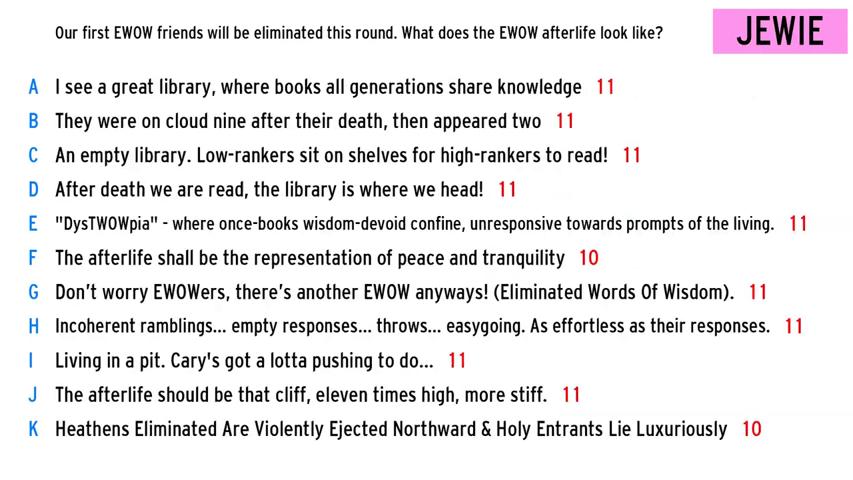 Our first EWOW friends will be eliminated this round. What does the EWOW afterlife look like?
JEWIE
A I see a great library, where books all generations share knowledge 11
B They were on cloud nine after their death, then appeared two 11
C An empty library. Low-rankers sit on shelves for high-rankers to read! 11
D After death we are read, the library is where we head! 11
E "DysTWOWpia" - where once-books wisdom-devoid confine, unresponsive towards prompts of the living. 11
F The afterlife shall be the representation of peace and tranquility 10
G Don't worry EWOWers, there's another EWOW anyways! (Eliminated Words Of Wisdom). 11
H Incoherent ramblings... empty responses... throws... easygoing. As effortless as their responses. 11
I Living in a pit. Cary's got a lotta pushing to do... 11
J The afterlife should be that cliff, eleven times high, more stiff. 11
K Heathens Eliminated Are Violently Ejected Northward & Holy Entrants Lie Luxuriously 10